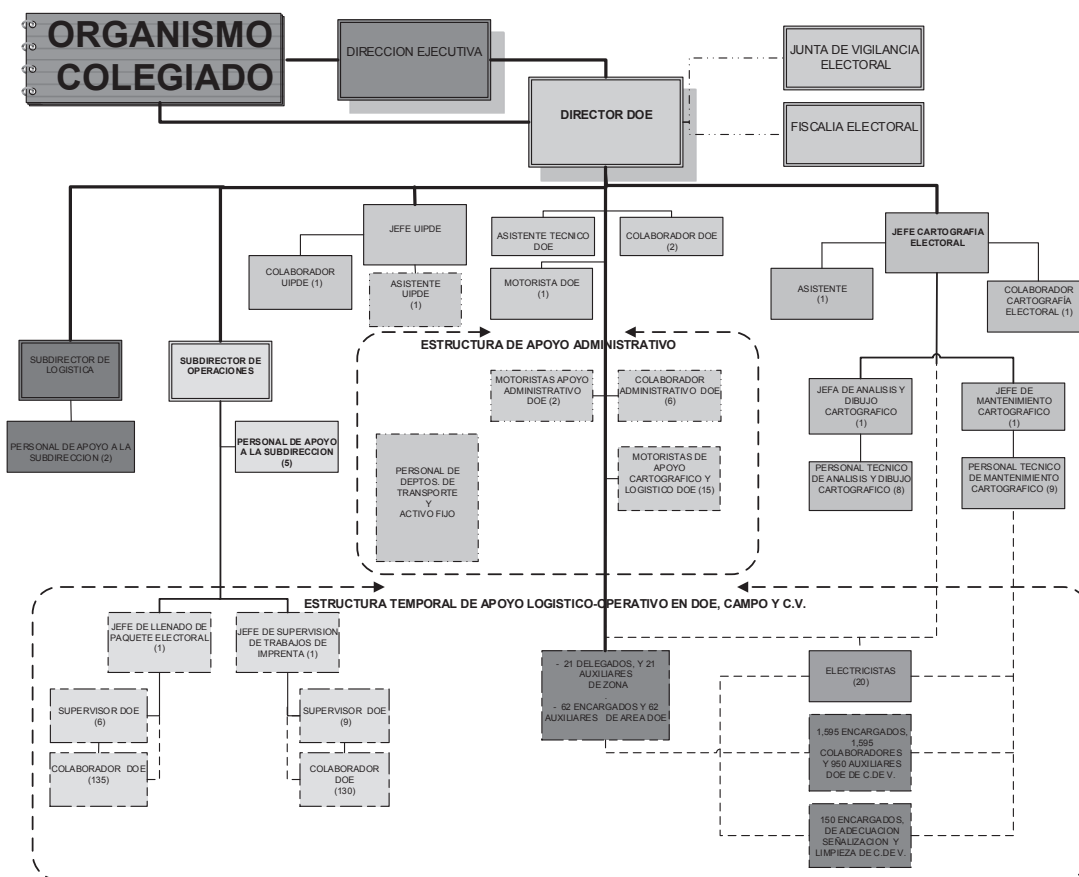 ORGANISMO
COLEGIADO
DIRECCION EJECUTIVA
JUNTA DE VIGILANCIA
ELECTORAL
DIRECTOR DOE
FISCALIA ELECTORAL
JEFE UIPDE
COLABORADOR
UIPDE (1)
ASISTENTE
UIPDE
(1)
ASISTENTE TECNICO
DOE
COLABORADOR DOE
(2)
MOTORISTA DOE
(1)
JEFE CARTOGRAFIA
ELECTORAL
ASISTENTE
(1)
COLABORADOR
CARTOGRAFÍA
ELECTORAL (1)
SUBDIRECTOR DE
LOGISTICA
SUBDIRECTOR DE
OPERACIONES
PERSONAL DE APOYO A LA
SUBDIRECCION (2)
PERSONAL DE APOYO
A LA SUBDIRECCION
(5)
ESTRUCTURA DE APOYO ADMINISTRATIVO
MOTORISTAS APOYO
ADMINISTRATIVO
DOE (2)
COLABORADOR
ADMINISTRATIVO DOE
(6)
PERSONAL DE
DEPTOS. DE
TRANSPORTE
Y
ACTIVO FIJO
MOTORISTAS DE
APOYO
CARTOGRAFICO Y
LOGISTICO DOE (15)
JEFA DE ANALISIS Y
DIBUJO
CARTOGRAFICO
(1)
JEFE DE
MANTENIMIENTO
CARTOGRAFICO
(1)
PERSONAL TECNICO
DE ANALISIS Y DIBUJO
CARTOGRAFICO (8)
PERSONAL TECNICO
DE MANTENIMIENTO
CARTOGRAFICO (9)
ESTRUCTURA TEMPORAL DE APOYO LOGISTICO-OPERATIVO EN DOE, CAMPO Y C.V.
JEFE DE LLENADO DE
PAQUETE ELECTORAL
(1)
JEFE DE SUPERVISION
DE TRABAJOS DE
IMPRENTA (1)
SUPERVISOR DOE
(6)
COLABORADOR DOE
(135)
SUPERVISOR DOE
(9)
COLABORADOR
DOE
(130)
- 21 DELEGADOS, Y 21
AUXILIARES
DE ZONA
.
- 62 ENCARGADOS Y 62
AUXILIARES DE AREA DOE
ELECTRICISTAS
(20)
1,595 ENCARGADOS,
1,595
COLABORADORES
Y 950 AUXILIARES
DOE DE C.DE V.
150 ENCARGADOS,
DE ADECUACION
SEÑALIZACION Y
LIMPIEZA DE C.DE V.